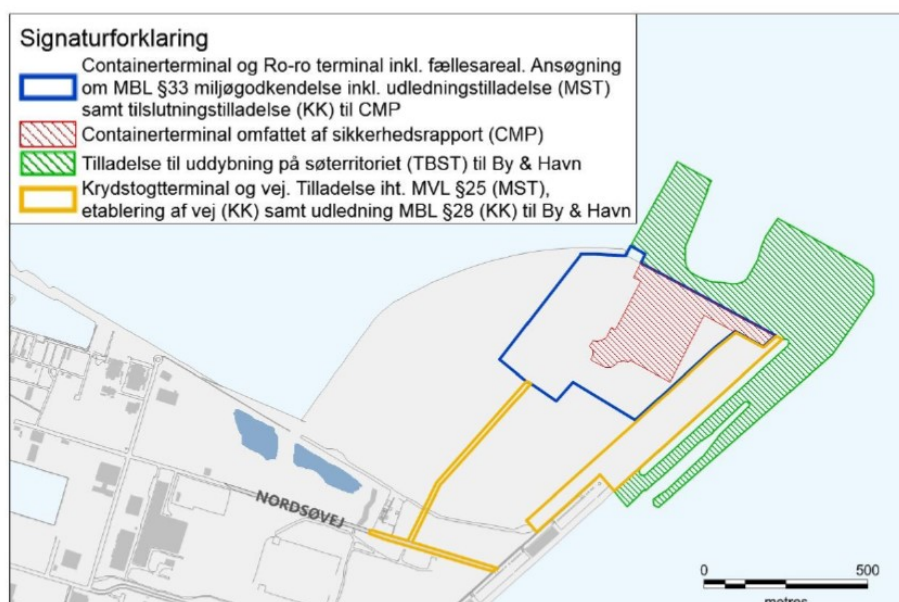 Signaturforklaring
Containerterminal og Ro-ro terminal inkl. fællesareal. Ansøgning
om MBL §33 miljøgodkendelse inkl. udledningstilladelse (MST)
samt tilslutningstilladelse (KK) til CMP
Containerterminal omfattet af sikkerhedsrapport (CMP)
Tilladelse til uddybning på søterritoriet (TBST) til By & Havn
Krydstogtterminal og vej. Tilladelse iht. MVL §25 (MST),
etablering af vej (KK) samt udledning MBL §28 (KK) til By & Havn
NORDSØVEJ
0 500
metres